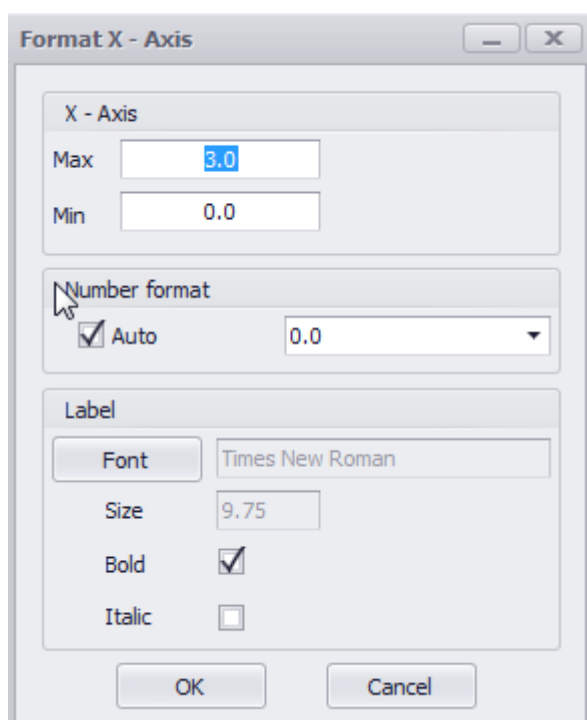 Format X - Axis
X - Axis
Max 3.0
Min 0.0
Number format
Auto 0.0
Label
Font Times New Roman
Size 9.75
Bold
Italic
OK Cancel